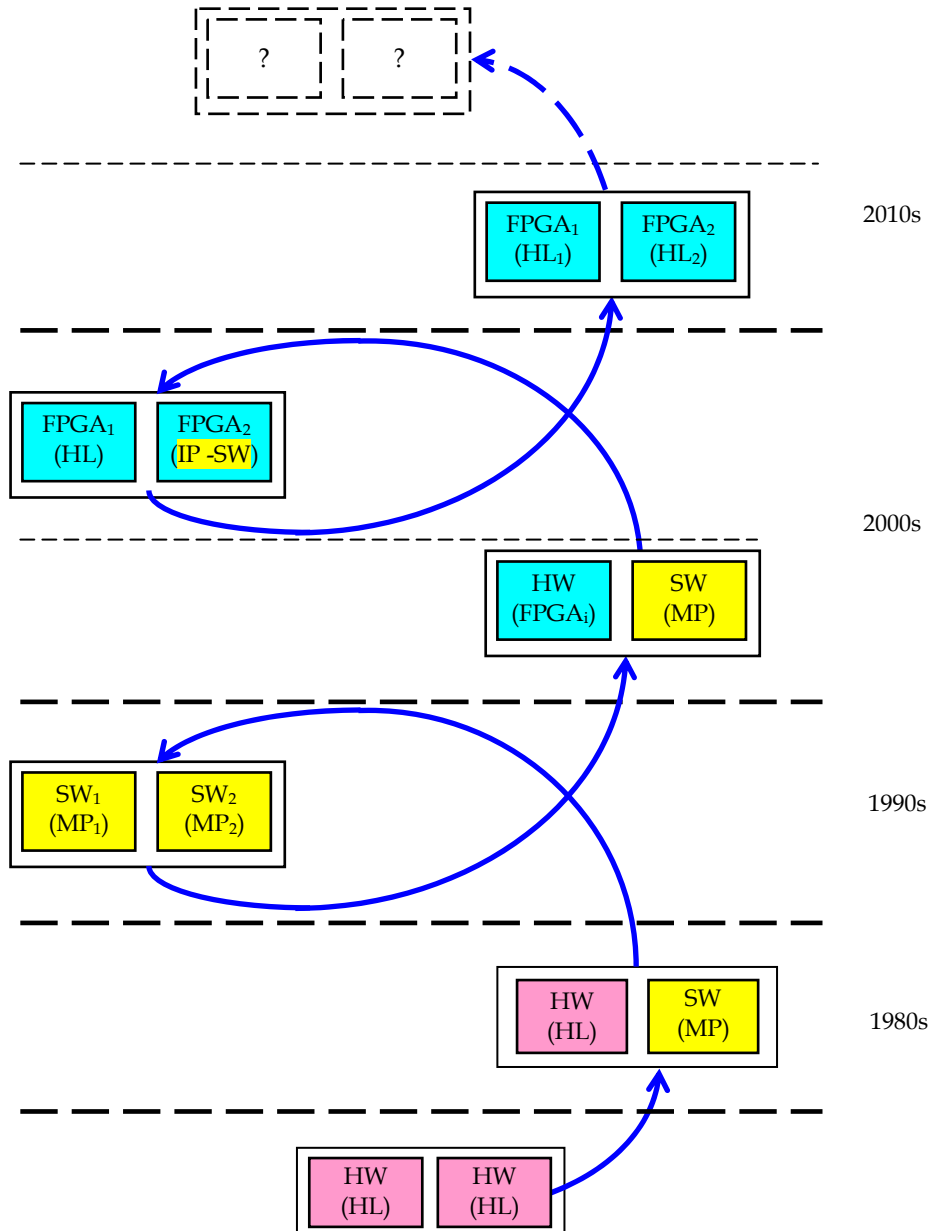 ? ?
2010s
FPGA₁ FPGA₂
(HL₁) (HL₂)
FPGA₁ FPGA₂
(HL) (IP -SW)
2000s
HW SW
(FPGAᵢ) (MP)
SW₁ SW₂
(MP₁) (MP₂)
1990s
HW SW
(HL) (MP)
1980s
HW HW
(HL) (HL)